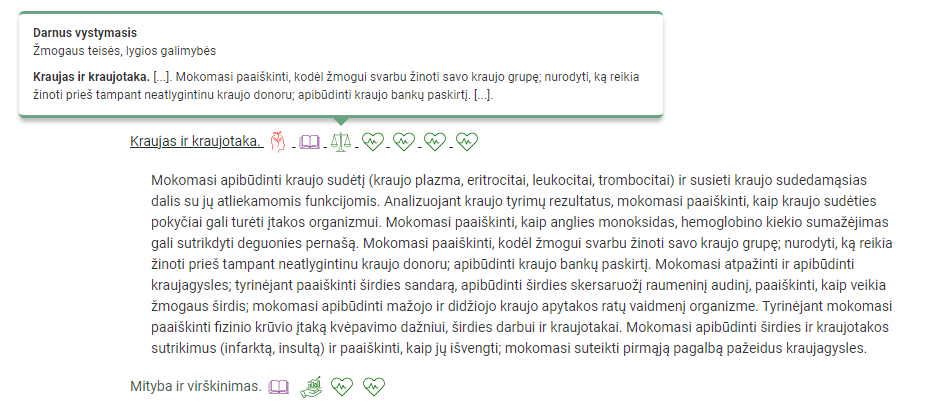 Darnus vystymasis
Žmogaus teisės, lygios galimybės
Kraujas ir kraujotaka. [...]. Mokomasi paaiškinti, kodėl žmogui svarbu žinoti savo kraujo grupę; nurodyti, ką reikia
žinoti prieš tampant neatlygintinu kraujo donoru; apibūdinti kraujo bankų paskirtį. [...].
Kraujas ir kraujotaka.
Mokomasi apibūdinti kraujo sudėtį (kraujo plazma, eritrocitai, leukocitai, trombocitai) ir susieti kraujo sudedamąsias
dalis su jų atliekamomis funkcijomis. Analizuojant kraujo tyrimų rezultatus, mokomasi paaiškinti, kaip kraujo sudėties
pokyčiai gali turėti įtakos organizmui. Mokomasi paaiškinti, kaip anglies monoksidas, hemoglobino kiekio sumažėjimas
gali sutrikdyti deguonies pernašą. Mokomasi paaiškinti, kodėl žmogui svarbu žinoti savo kraujo grupę; nurodyti, ką reikia
žinoti prieš tampant neatlygintinu kraujo donoru; apibūdinti kraujo bankų paskirtį. Mokomasi atpažinti ir apibūdinti
kraujagysles; tyrinėjant paaiškinti širdies sandarą, apibūdinti širdies skersaruožį raumeninį audinį, paaiškinti, kaip veikia
žmogaus širdis; mokomasi apibūdinti mažojo ir didžiojo kraujo apytakos ratų vaidmenį organizme. Tyrinėjant mokomasi
paaiškinti fizinio krūvio įtaką kvėpavimo dažniui, širdies darbui ir kraujotakai. Mokomasi apibūdinti širdies ir kraujotakos
sutrikimus (infarktą, insultą) ir paaiškinti, kaip jų išvengti; mokomasi suteikti pirmąją pagalbą pažeidus kraujagysles.
Mityba ir virškinimas.